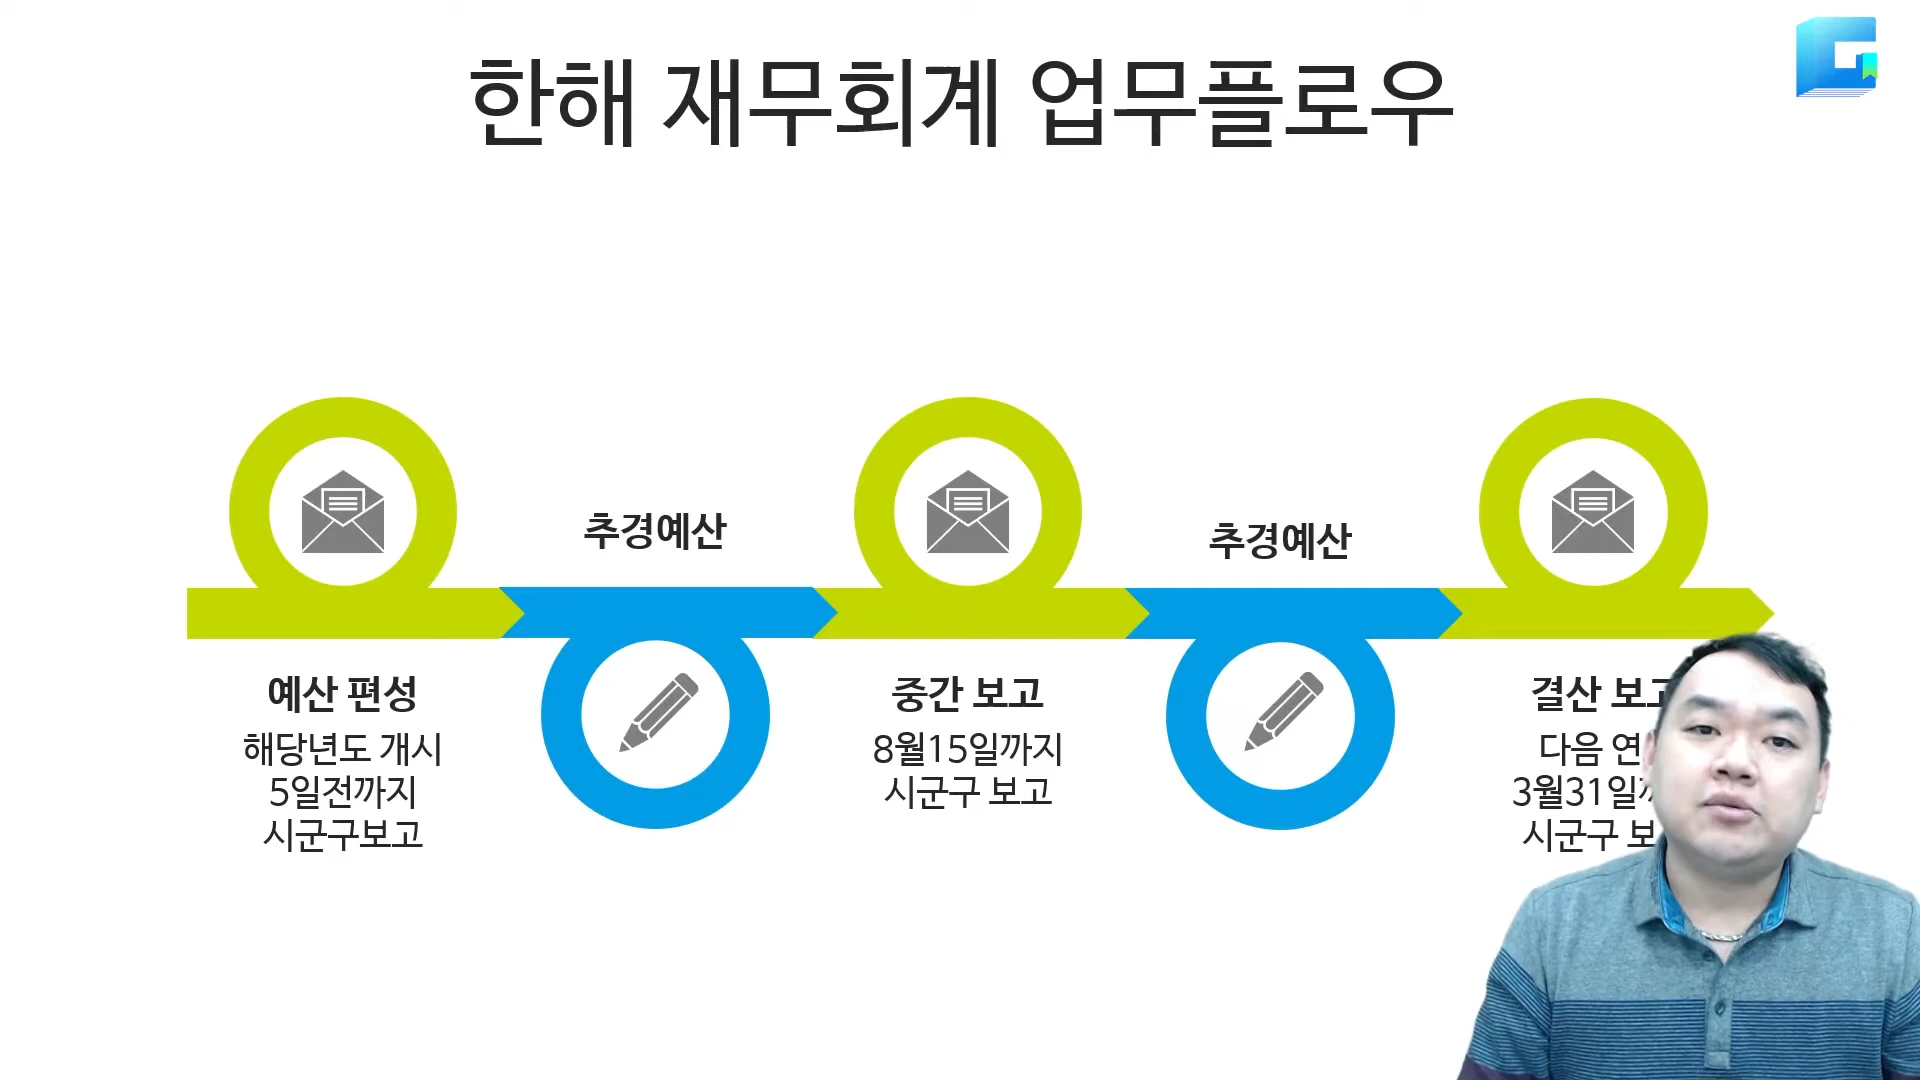 한해 재무회계 업무플로우
추경예산
추경예산
예산 편성
해당년도 개시
5일전까지
시군구보고
중간 보고
8월15일까지
시군구 보고
결산
다음
3월31일
시군구